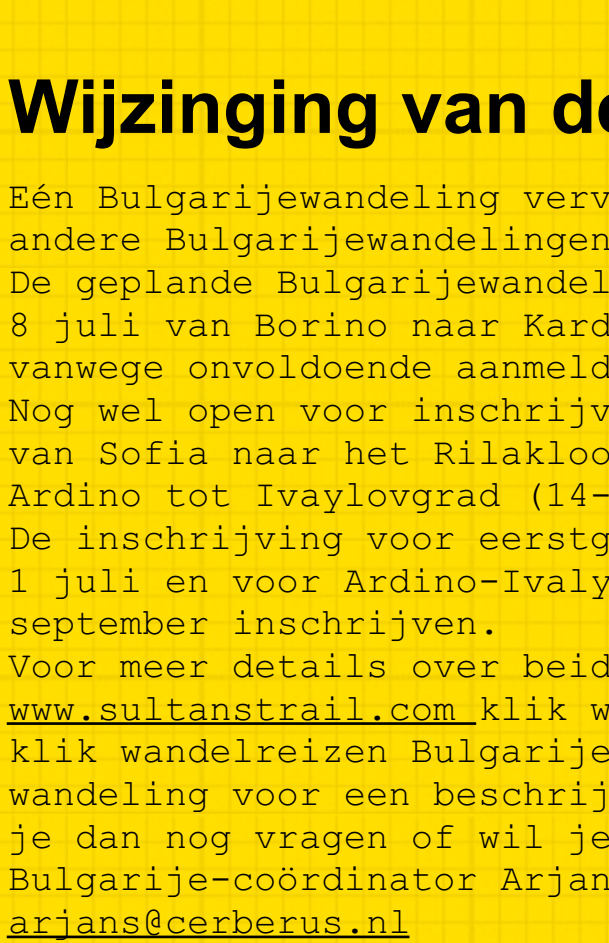 Wijzinging van de
Eén Bulgarijewandeling verv
andere Bulgarijewandelingen
De geplande Bulgarijewandel
8 juli van Borino naar Kard
vanwege onvoldoende aanmeld
Nog wel open voor inschrijv
van Sofia naar het Rilakloo
Ardino tot Ivaylovgrad (14-
De inschrijving voor eerstg
1 juli en voor Ardino-Ivaly
september inschrijven.
Voor meer details over beid
www.sultanstrail.com klik w
klik wandelreizen Bulgarije
wandeling voor een beschrij
je dan nog vragen of wil je
Bulgarije-coördinator Arjan
arjans@cerberus.nl